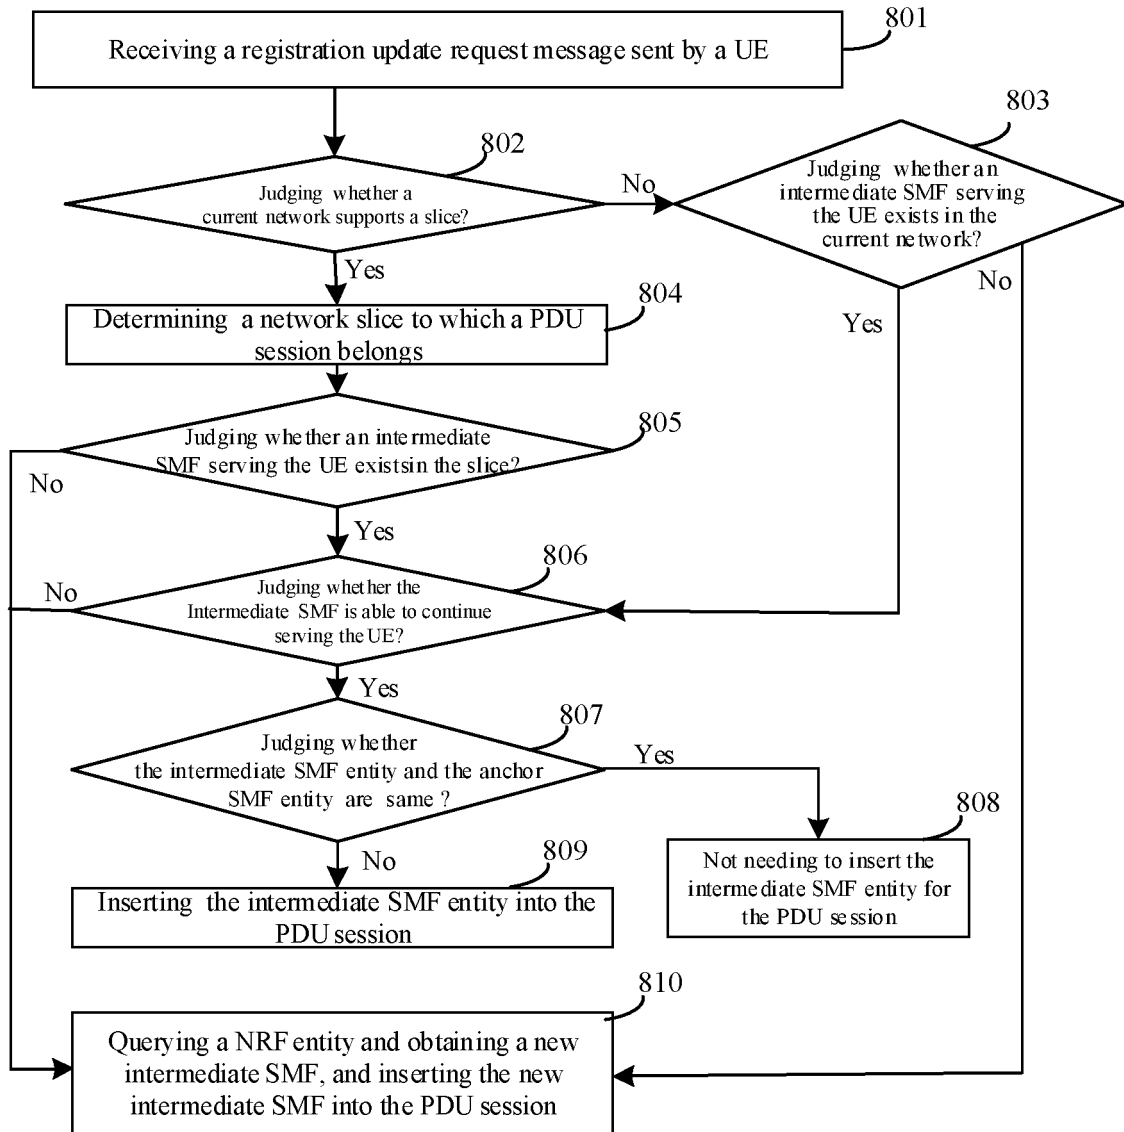 801
Receiving a registration update request message sent by a UE
802
Judging whether a
current network supports a slice?
No
803
Judging whether an
intermediate SMF serving
the UE exists in the
current network?
No
Yes
Yes
804
Determining a network slice to which a PDU
session belongs
805
Judging whether an intermediate
SMF serving the UE existsin the slice?
No
Yes
806
Judging whether the
Intermediate SMF is able to continue
serving the UE?
No
Yes
807
Judging whether
the intermediate SMF entity and the anchor
SMF entity are same ?
Yes
808
Not needing to insert the
intermediate SMF entity for
the PDU session
No
809
Inserting the intermediate SMF entity into the
PDU session
810
Querying a NRF entity and obtaining a new
intermediate SMF, and inserting the new
intermediate SMF into the PDU session